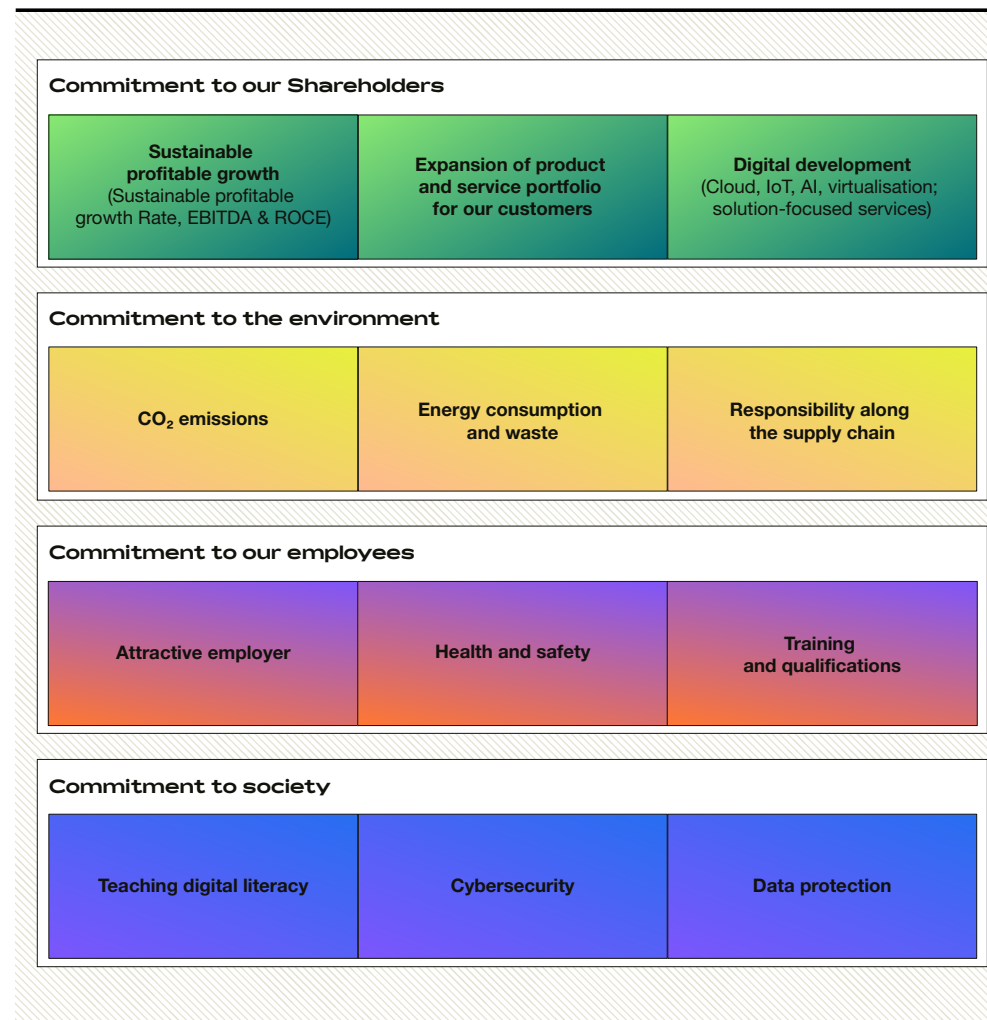 Commitment to our Shareholders
Sustainable
profitable growth
(Sustainable profitable
growth Rate, EBITDA & ROCE)
Expansion of product
and service portfolio
for our customers
Digital development
(Cloud, IoT, AI, virtualisation;
solution-focused services)
Commitment to the environment
CO₂ emissions
Energy consumption
and waste
Responsibility along
the supply chain
Commitment to our employees
Attractive employer
Health and safety
Training
and qualifications
Commitment to society
Teaching digital literacy
Cybersecurity
Data protection